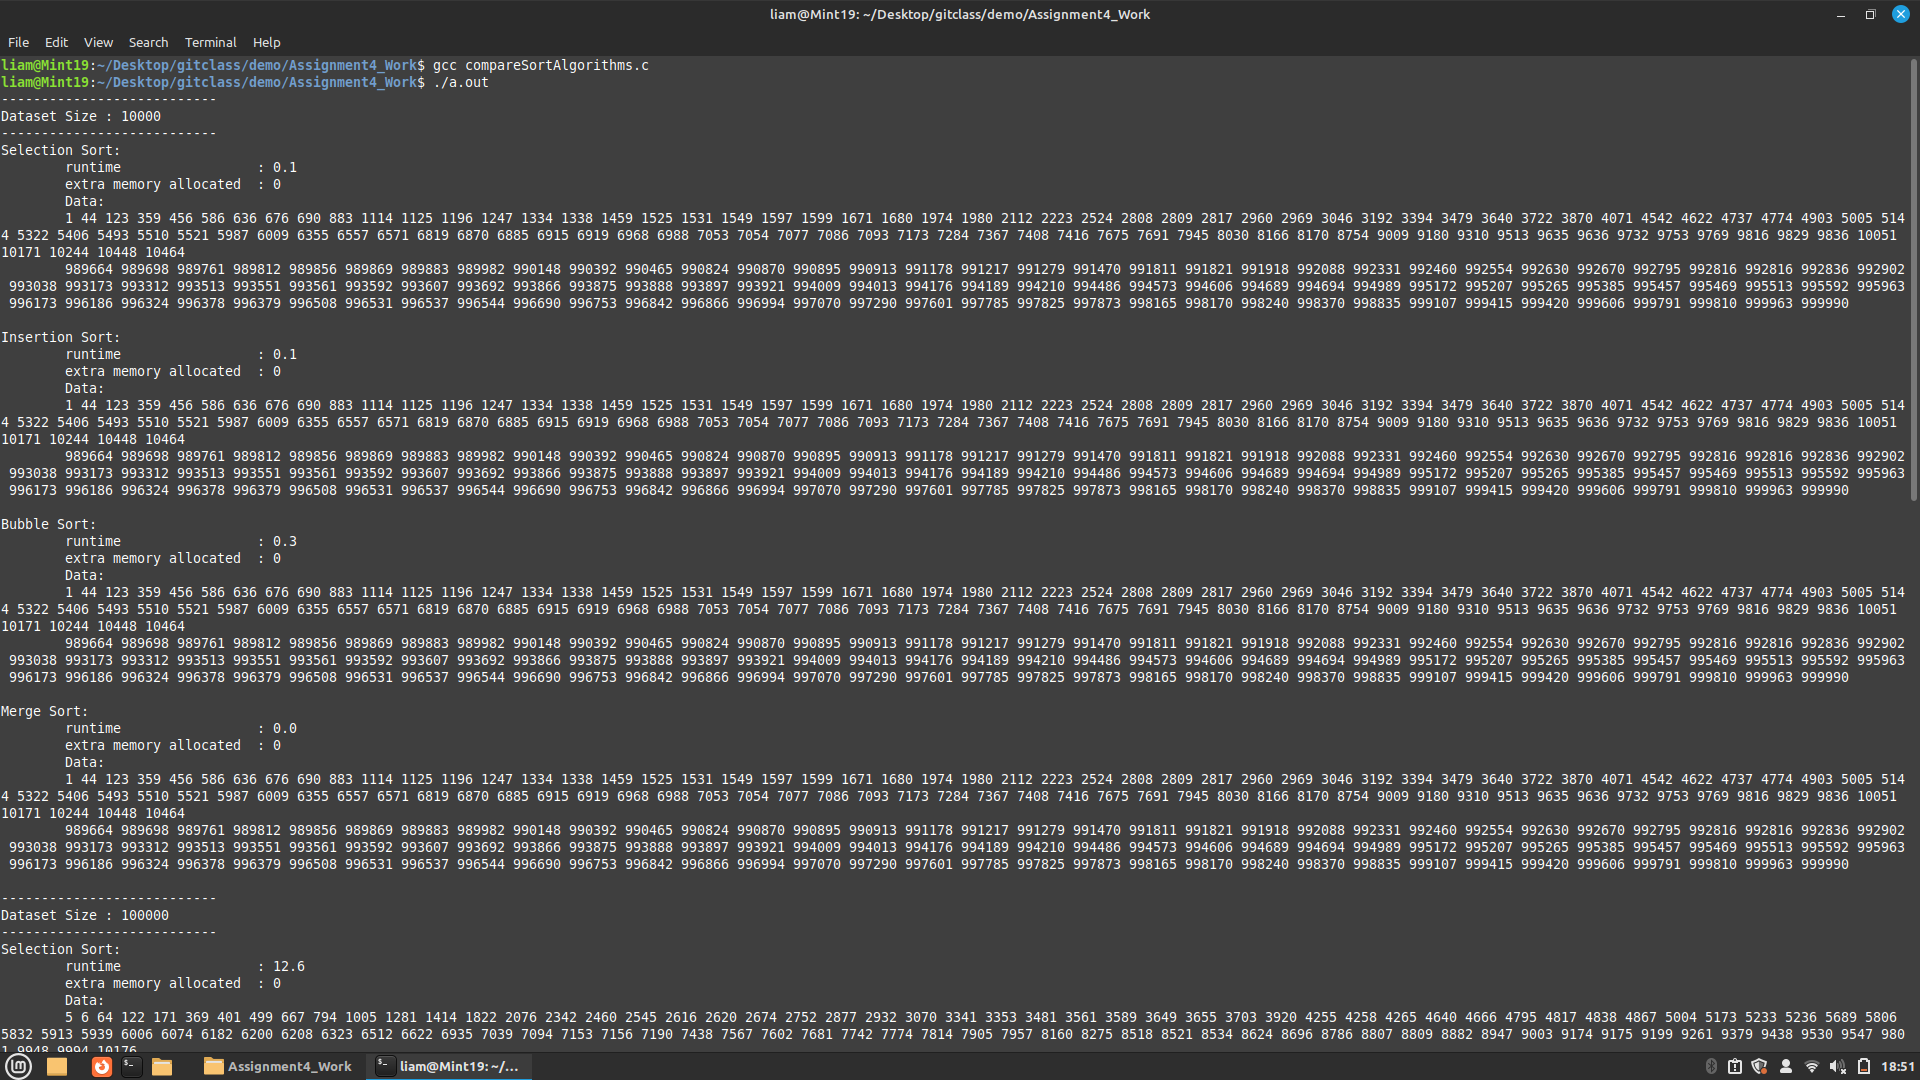 liam@Mint19: ~/Desktop/gitclass/demo/Assignment4_Work
File Edit View Search Terminal Help
liam@Mint19:~/Desktop/gitclass/demo/Assignment4_Work$ gcc compareSortAlgorithms.c
liam@Mint19:~/Desktop/gitclass/demo/Assignment4_Work$ ./a.out
---------------------------
Dataset Size : 10000
---------------------------
Selection Sort:
runtime : 0.1
extra memory allocated : 0
Data:
1 44 123 359 456 586 636 676 690 883 1114 1125 1196 1247 1334 1338 1459 1525 1531 1549 1597 1599 1671 1680 1974 1980 2112 2223 2524 2808 2809 2817 2960 2969 3046 3192 3394 3479 3640 3722 3870 4071 4542 4622 4737 4774 4903 5005 514
4 5322 5406 5493 5510 5521 5987 6009 6355 6557 6571 6819 6870 6885 6915 6919 6968 6988 7053 7054 7077 7086 7093 7173 7284 7367 7408 7416 7675 7691 7945 8030 8166 8170 8754 9009 9180 9310 9513 9635 9636 9732 9753 9769 9816 9829 9836 10051
10171 10244 10448 10464
989664 989698 989761 989812 989856 989869 989883 989982 990148 990392 990465 990824 990870 990895 990913 991178 991217 991279 991470 991811 991821 991918 992088 992331 992460 992554 992630 992670 992795 992816 992816 992836 992902
993038 993173 993312 993513 993551 993561 993592 993607 993692 993866 993875 993888 993897 993921 994009 994013 994176 994189 994210 994486 994573 994606 994689 994694 994989 995172 995207 995265 995385 995457 995469 995513 995592 995963
996173 996186 996324 996378 996379 996508 996531 996537 996544 996690 996753 996842 996866 996994 997070 997290 997601 997785 997825 997873 998165 998170 998240 998370 998835 999107 999415 999420 999606 999791 999810 999963 999990
Insertion Sort:
runtime : 0.1
extra memory allocated : 0
Data:
1 44 123 359 456 586 636 676 690 883 1114 1125 1196 1247 1334 1338 1459 1525 1531 1549 1597 1599 1671 1680 1974 1980 2112 2223 2524 2808 2809 2817 2960 2969 3046 3192 3394 3479 3640 3722 3870 4071 4542 4622 4737 4774 4903 5005 514
4 5322 5406 5493 5510 5521 5987 6009 6355 6557 6571 6819 6870 6885 6915 6919 6968 6988 7053 7054 7077 7086 7093 7173 7284 7367 7408 7416 7675 7691 7945 8030 8166 8170 8754 9009 9180 9310 9513 9635 9636 9732 9753 9769 9816 9829 9836 10051
10171 10244 10448 10464
989664 989698 989761 989812 989856 989869 989883 989982 990148 990392 990465 990824 990870 990895 990913 991178 991217 991279 991470 991811 991821 991918 992088 992331 992460 992554 992630 992670 992795 992816 992816 992836 992902
993038 993173 993312 993513 993551 993561 993592 993607 993692 993866 993875 993888 993897 993921 994009 994013 994176 994189 994210 994486 994573 994606 994689 994694 994989 995172 995207 995265 995385 995457 995469 995513 995592 995963
996173 996186 996324 996378 996379 996508 996531 996537 996544 996690 996753 996842 996866 996994 997070 997290 997601 997785 997825 997873 998165 998170 998240 998370 998835 999107 999415 999420 999606 999791 999810 999963 999990
Bubble Sort:
runtime : 0.3
extra memory allocated : 0
Data:
1 44 123 359 456 586 636 676 690 883 1114 1125 1196 1247 1334 1338 1459 1525 1531 1549 1597 1599 1671 1680 1974 1980 2112 2223 2524 2808 2809 2817 2960 2969 3046 3192 3394 3479 3640 3722 3870 4071 4542 4622 4737 4774 4903 5005 514
4 5322 5406 5493 5510 5521 5987 6009 6355 6557 6571 6819 6870 6885 6915 6919 6968 6988 7053 7054 7077 7086 7093 7173 7284 7367 7408 7416 7675 7691 7945 8030 8166 8170 8754 9009 9180 9310 9513 9635 9636 9732 9753 9769 9816 9829 9836 10051
10171 10244 10448 10464
989664 989698 989761 989812 989856 989869 989883 989982 990148 990392 990465 990824 990870 990895 990913 991178 991217 991279 991470 991811 991821 991918 992088 992331 992460 992554 992630 992670 992795 992816 992816 992836 992902
993038 993173 993312 993513 993551 993561 993592 993607 993692 993866 993875 993888 993897 993921 994009 994013 994176 994189 994210 994486 994573 994606 994689 994694 994989 995172 995207 995265 995385 995457 995469 995513 995592 995963
996173 996186 996324 996378 996379 996508 996531 996537 996544 996690 996753 996842 996866 996994 997070 997290 997601 997785 997825 997873 998165 998170 998240 998370 998835 999107 999415 999420 999606 999791 999810 999963 999990
Merge Sort:
runtime : 0.0
extra memory allocated : 0
Data:
1 44 123 359 456 586 636 676 690 883 1114 1125 1196 1247 1334 1338 1459 1525 1531 1549 1597 1599 1671 1680 1974 1980 2112 2223 2524 2808 2809 2817 2960 2969 3046 3192 3394 3479 3640 3722 3870 4071 4542 4622 4737 4774 4903 5005 514
4 5322 5406 5493 5510 5521 5987 6009 6355 6557 6571 6819 6870 6885 6915 6919 6968 6988 7053 7054 7077 7086 7093 7173 7284 7367 7408 7416 7675 7691 7945 8030 8166 8170 8754 9009 9180 9310 9513 9635 9636 9732 9753 9769 9816 9829 9836 10051
10171 10244 10448 10464
989664 989698 989761 989812 989856 989869 989883 989982 990148 990392 990465 990824 990870 990895 990913 991178 991217 991279 991470 991811 991821 991918 992088 992331 992460 992554 992630 992670 992795 992816 992816 992836 992902
993038 993173 993312 993513 993551 993561 993592 993607 993692 993866 993875 993888 993897 993921 994009 994013 994176 994189 994210 994486 994573 994606 994689 994694 994989 995172 995207 995265 995385 995457 995469 995513 995592 995963
996173 996186 996324 996378 996379 996508 996531 996537 996544 996690 996753 996842 996866 996994 997070 997290 997601 997785 997825 997873 998165 998170 998240 998370 998835 999107 999415 999420 999606 999791 999810 999963 999990
---------------------------
Dataset Size : 100000
---------------------------
Selection Sort:
runtime : 12.6
extra memory allocated : 0
Data:
5 6 64 122 171 369 401 499 667 794 1005 1281 1414 1822 2076 2342 2460 2545 2616 2620 2674 2752 2877 2932 3070 3341 3353 3481 3561 3589 3649 3655 3703 3920 4255 4258 4265 4640 4666 4795 4817 4838 4867 5004 5173 5233 5236 5689 5806
5832 5913 5939 6006 6074 6182 6200 6208 6323 6512 6622 6935 7039 7094 7153 7156 7190 7438 7567 7602 7681 7742 7774 7814 7905 7957 8160 8275 8518 8521 8534 8624 8696 8786 8807 8809 8882 8947 9003 9174 9175 9199 9261 9379 9438 9530 9547 980
1 9948 9994 10176
Assignment4_Work
liam@Mint19: ~/...
18:51